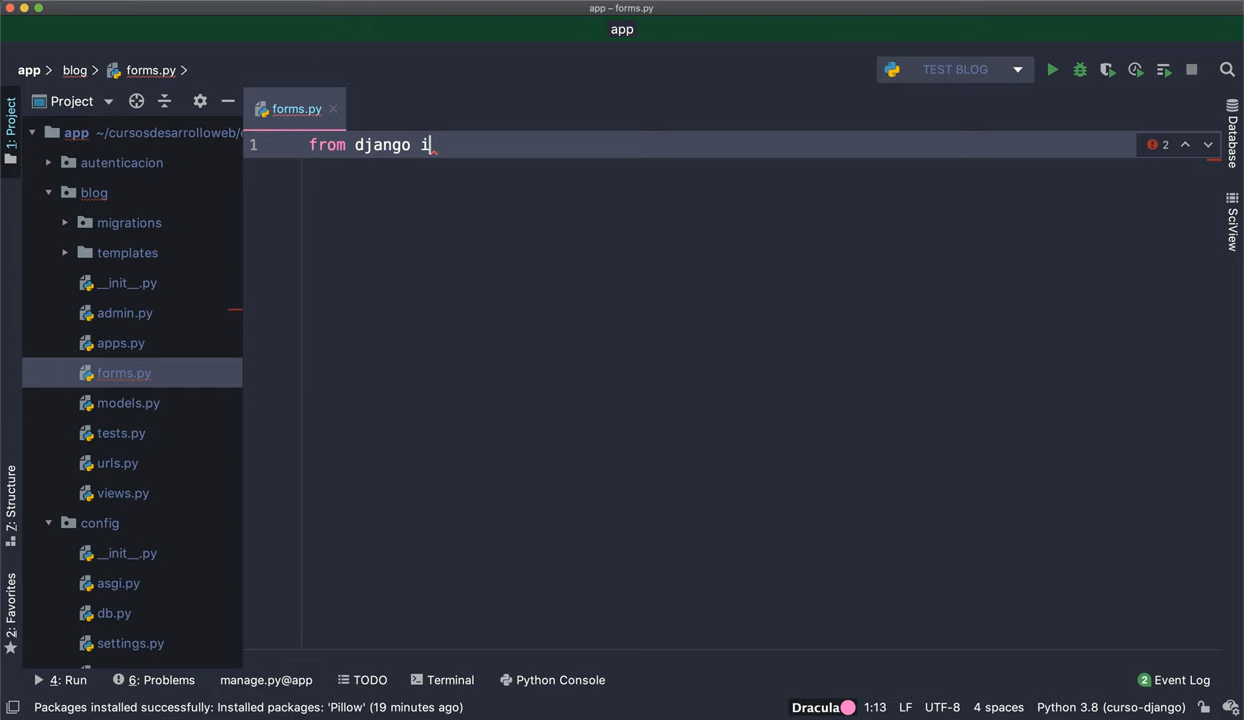 app – forms.py
app
app
blog
forms.py
TEST BLOG
1: Project
Project
forms.py
app ~/cursosdesarrolloweb/
autenticacion
blog
migrations
templates
__init__.py
admin.py
apps.py
forms.py
models.py
tests.py
urls.py
views.py
config
__init__.py
asgi.py
db.py
settings.py
1 from django i
2
Database
SciView
Z: Structure
2: Favorites
4: Run
6: Problems
manage.py@app
TODO
Terminal
Python Console
2 Event Log
Packages installed successfully: Installed packages: 'Pillow' (19 minutes ago)
Dracula
1:13
LF
UTF-8
4 spaces
Python 3.8 (curso-django)